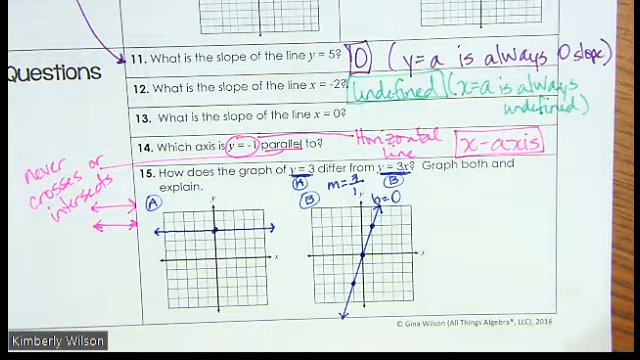 11. What is the slope of the line y = 5? 0 (y=a is always 0 slope)
Questions
12. What is the slope of the line x = -2? undefined (x=a is always undefined)
13. What is the slope of the line x = 0?
14. Which axis is y = -1 parallel to? Horizontal line x-axis
never crosses or intersects
15. How does the graph of y = 3 differ from y = 3x? Graph both and
explain.
A m = 3/1 B
A y x
B y b=0 x
© Gina Wilson (All Things Algebra®, LLC), 2016
Kimberly Wilson